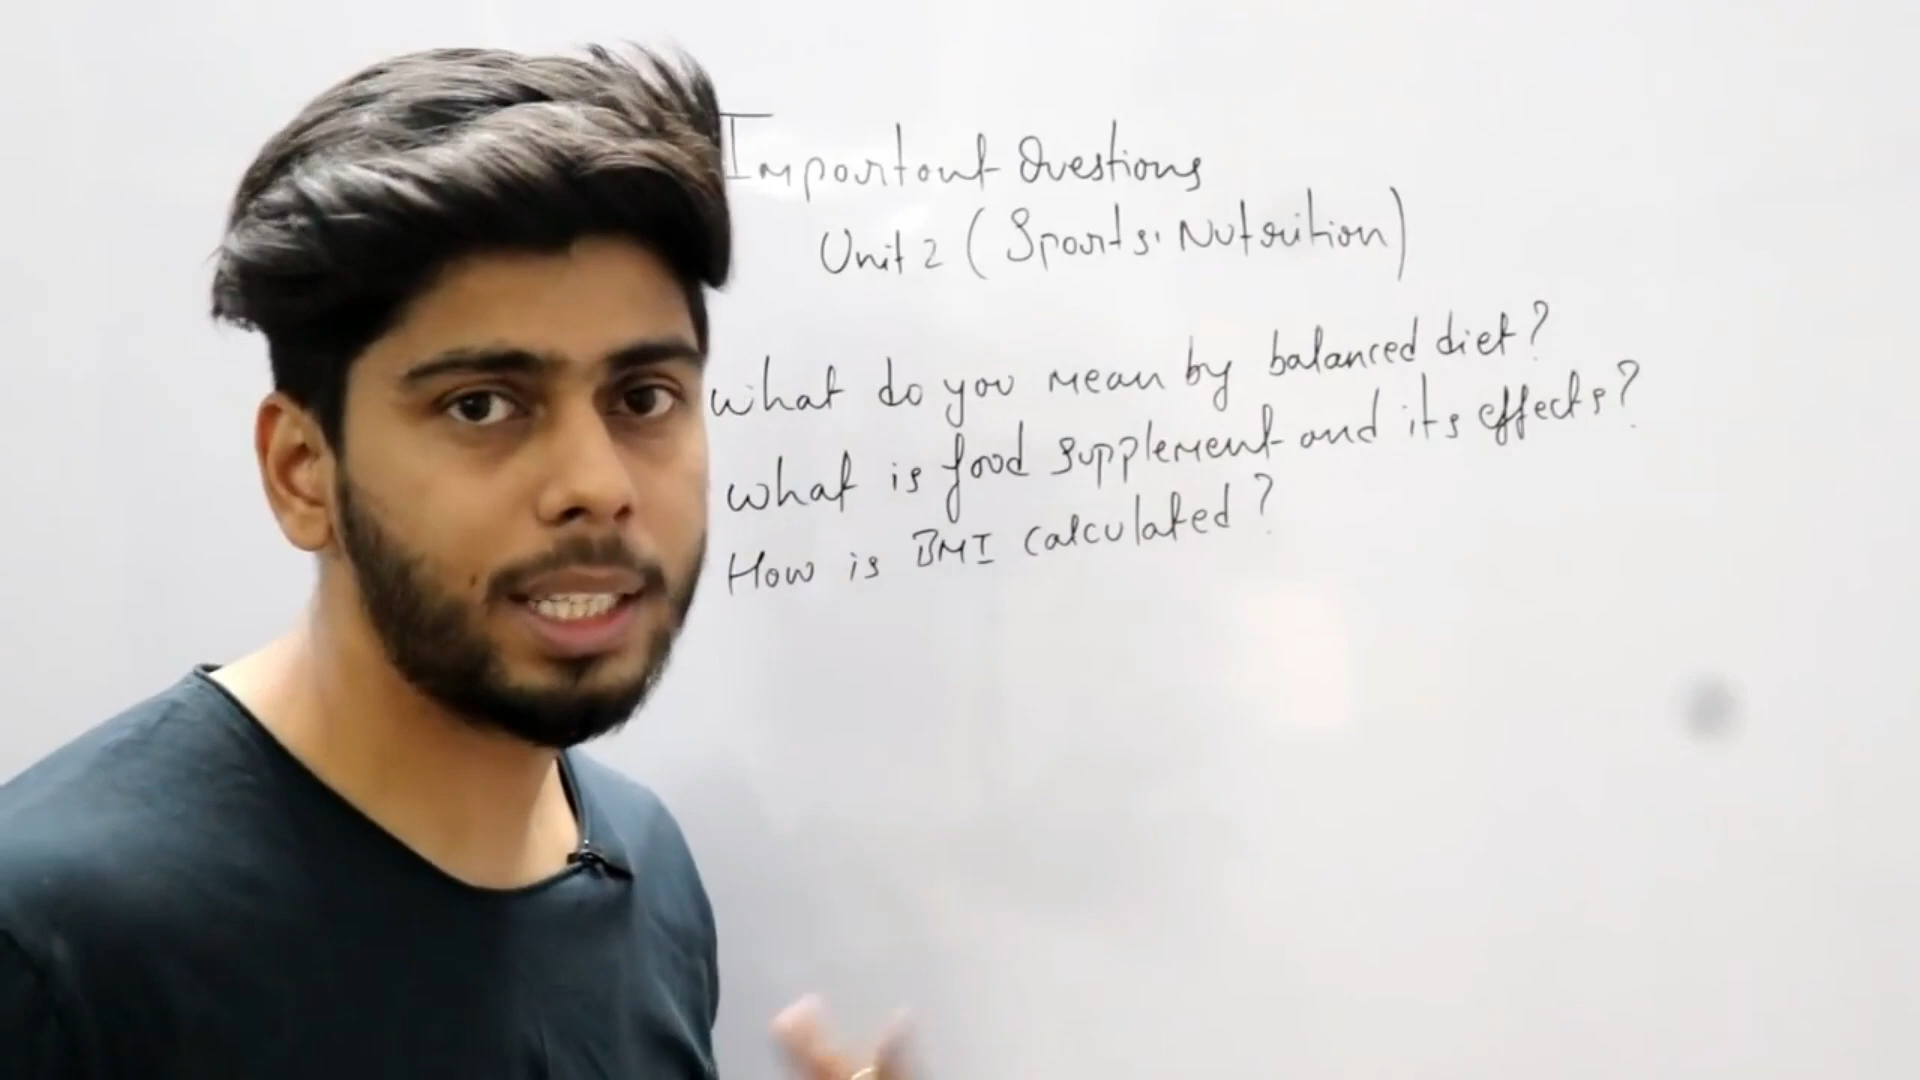 Important Questions
Unit 2 (Sports. Nutrition)
What do you mean by balanced diet?
What is food supplement and its effects?
How is BMI calculated?